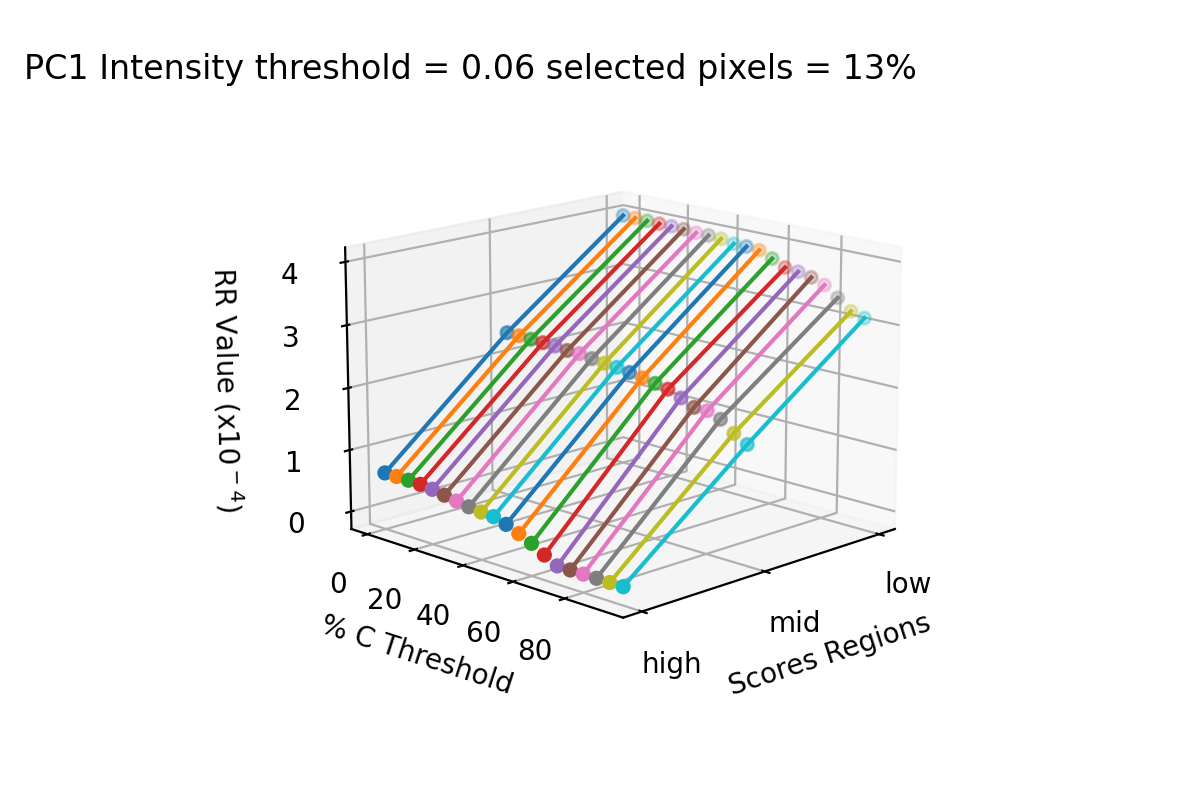 PC1 Intensity threshold = 0.06 selected pixels = 13%
RR Value (x10⁻⁴)
4
3
2
1
0
0
20
40
60
80
% C Threshold
high
mid
low
Scores Regions